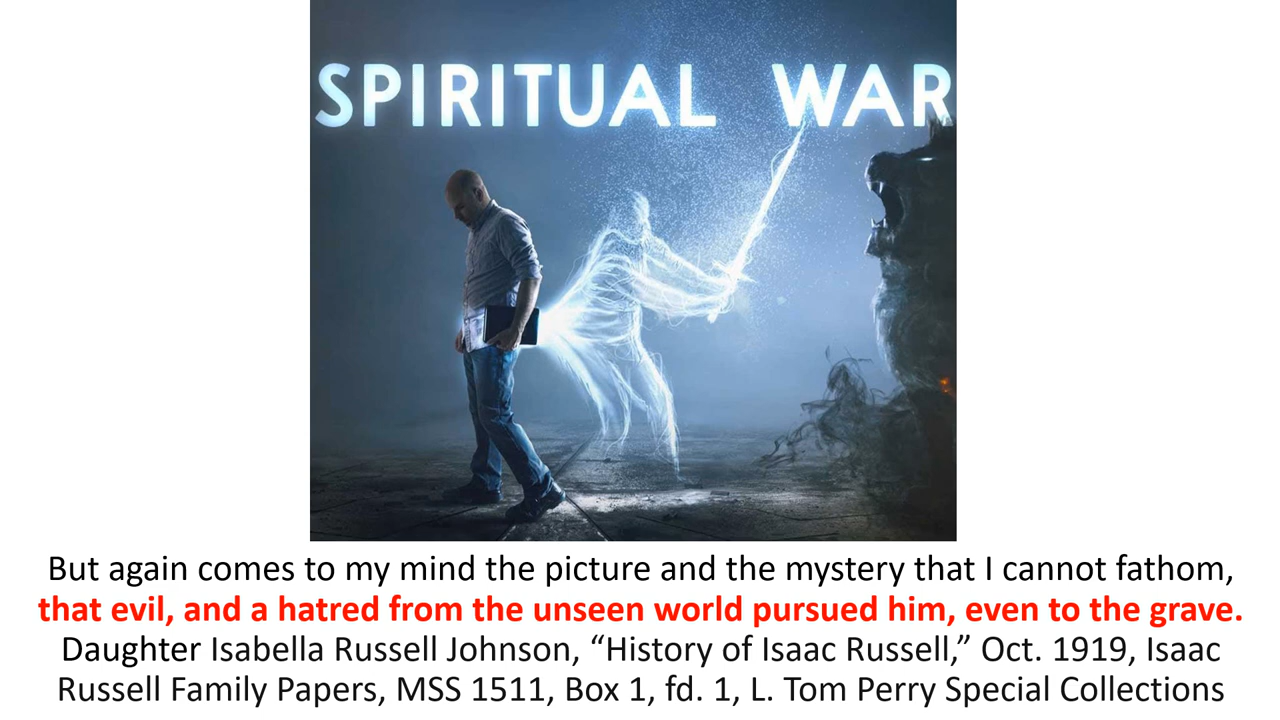 SPIRITUAL WAR
But again comes to my mind the picture and the mystery that I cannot fathom,
that evil, and a hatred from the unseen world pursued him, even to the grave.
Daughter Isabella Russell Johnson, “History of Isaac Russell,” Oct. 1919, Isaac
Russell Family Papers, MSS 1511, Box 1, fd. 1, L. Tom Perry Special Collections